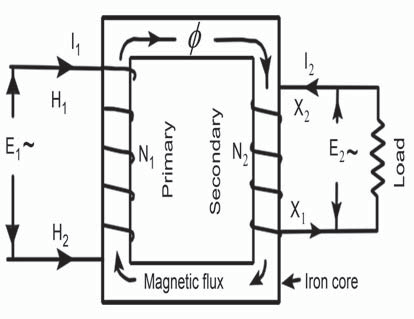 ϕ
I1
I2
H1
X2
E1~
N1
Primary
Secondary
N2
E2~
Load
X1
H2
Magnetic flux
Iron core